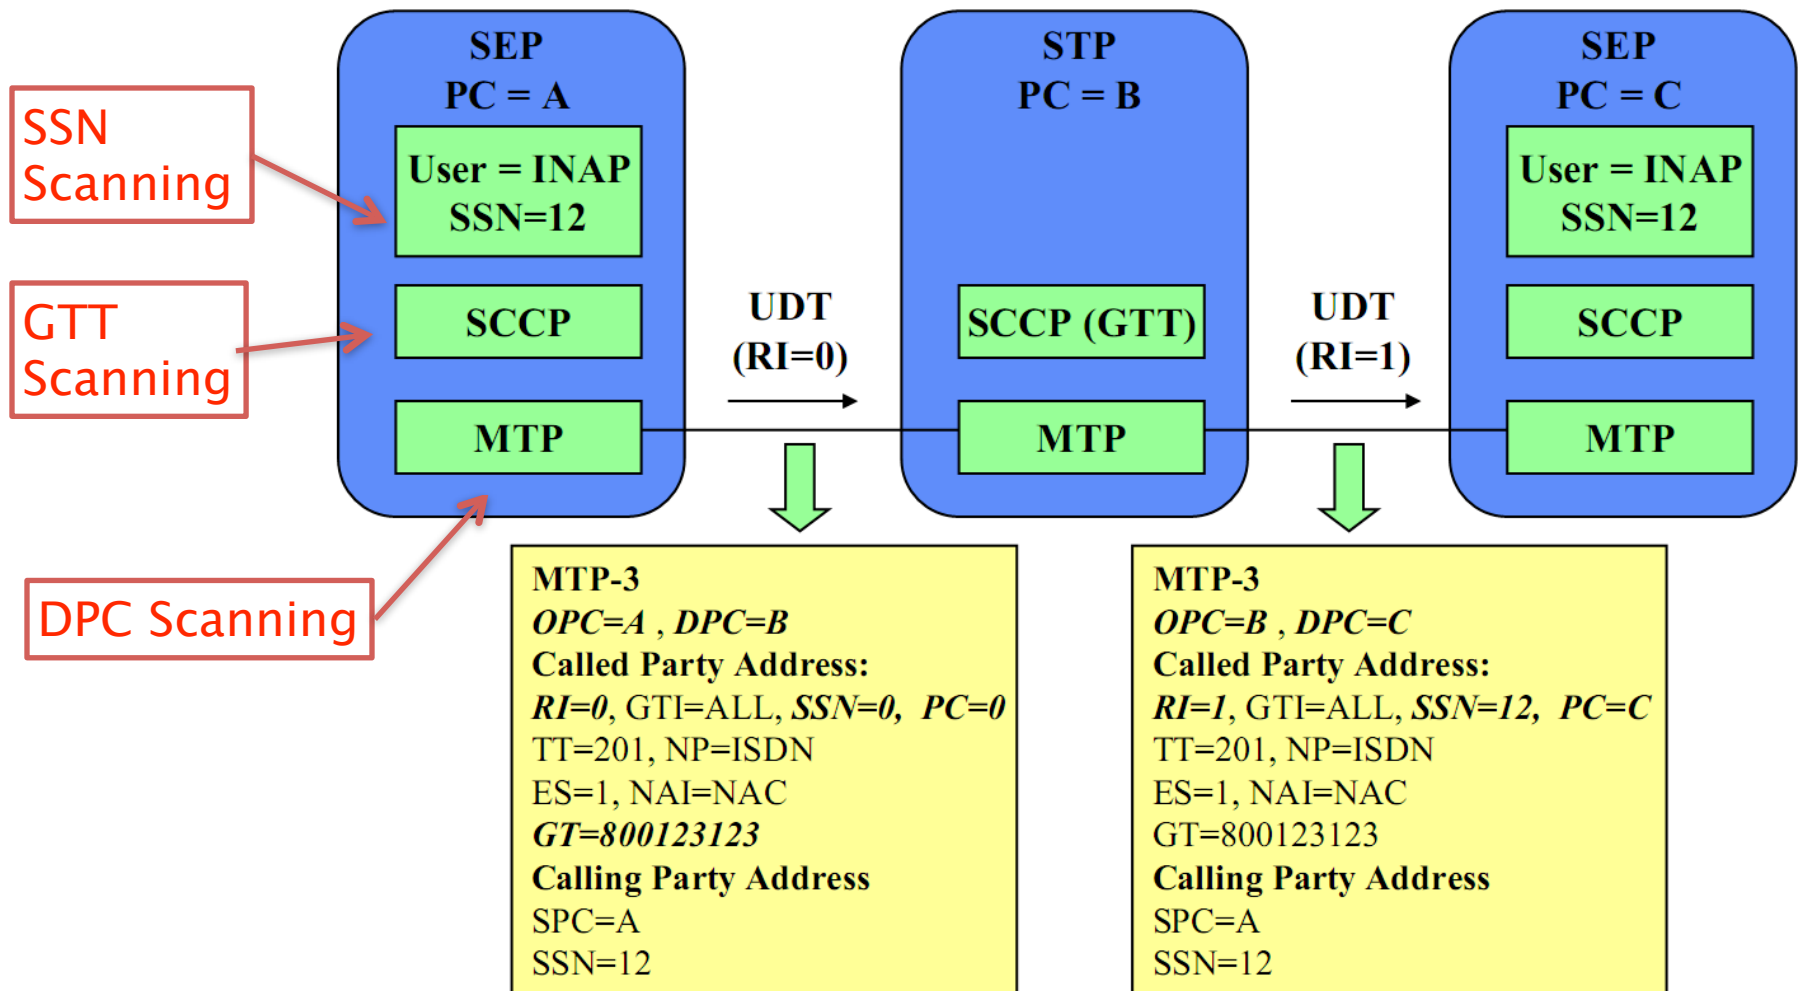 SSN
Scanning
GTT
Scanning
DPC Scanning
SEP
PC = A
User = INAP
SSN=12
SCCP
MTP
UDT
(RI=0)
STP
PC = B
SCCP (GTT)
MTP
UDT
(RI=1)
SEP
PC = C
User = INAP
SSN=12
SCCP
MTP
MTP-3
OPC=A , DPC=B
Called Party Address:
RI=0, GTI=ALL, SSN=0, PC=0
TT=201, NP=ISDN
ES=1, NAI=NAC
GT=800123123
Calling Party Address
SPC=A
SSN=12
MTP-3
OPC=B , DPC=C
Called Party Address:
RI=1, GTI=ALL, SSN=12, PC=C
TT=201, NP=ISDN
ES=1, NAI=NAC
GT=800123123
Calling Party Address
SPC=A
SSN=12